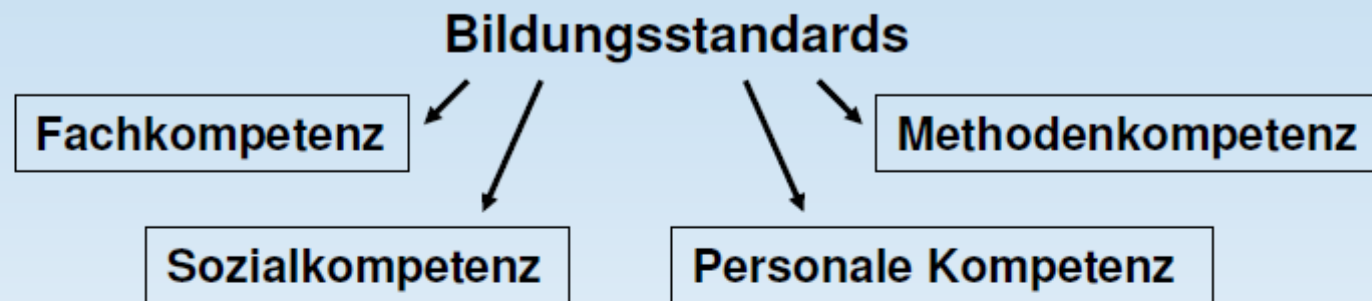 Bildungsstandards
Fachkompetenz
Methodenkompetenz
Sozialkompetenz
Personale Kompetenz